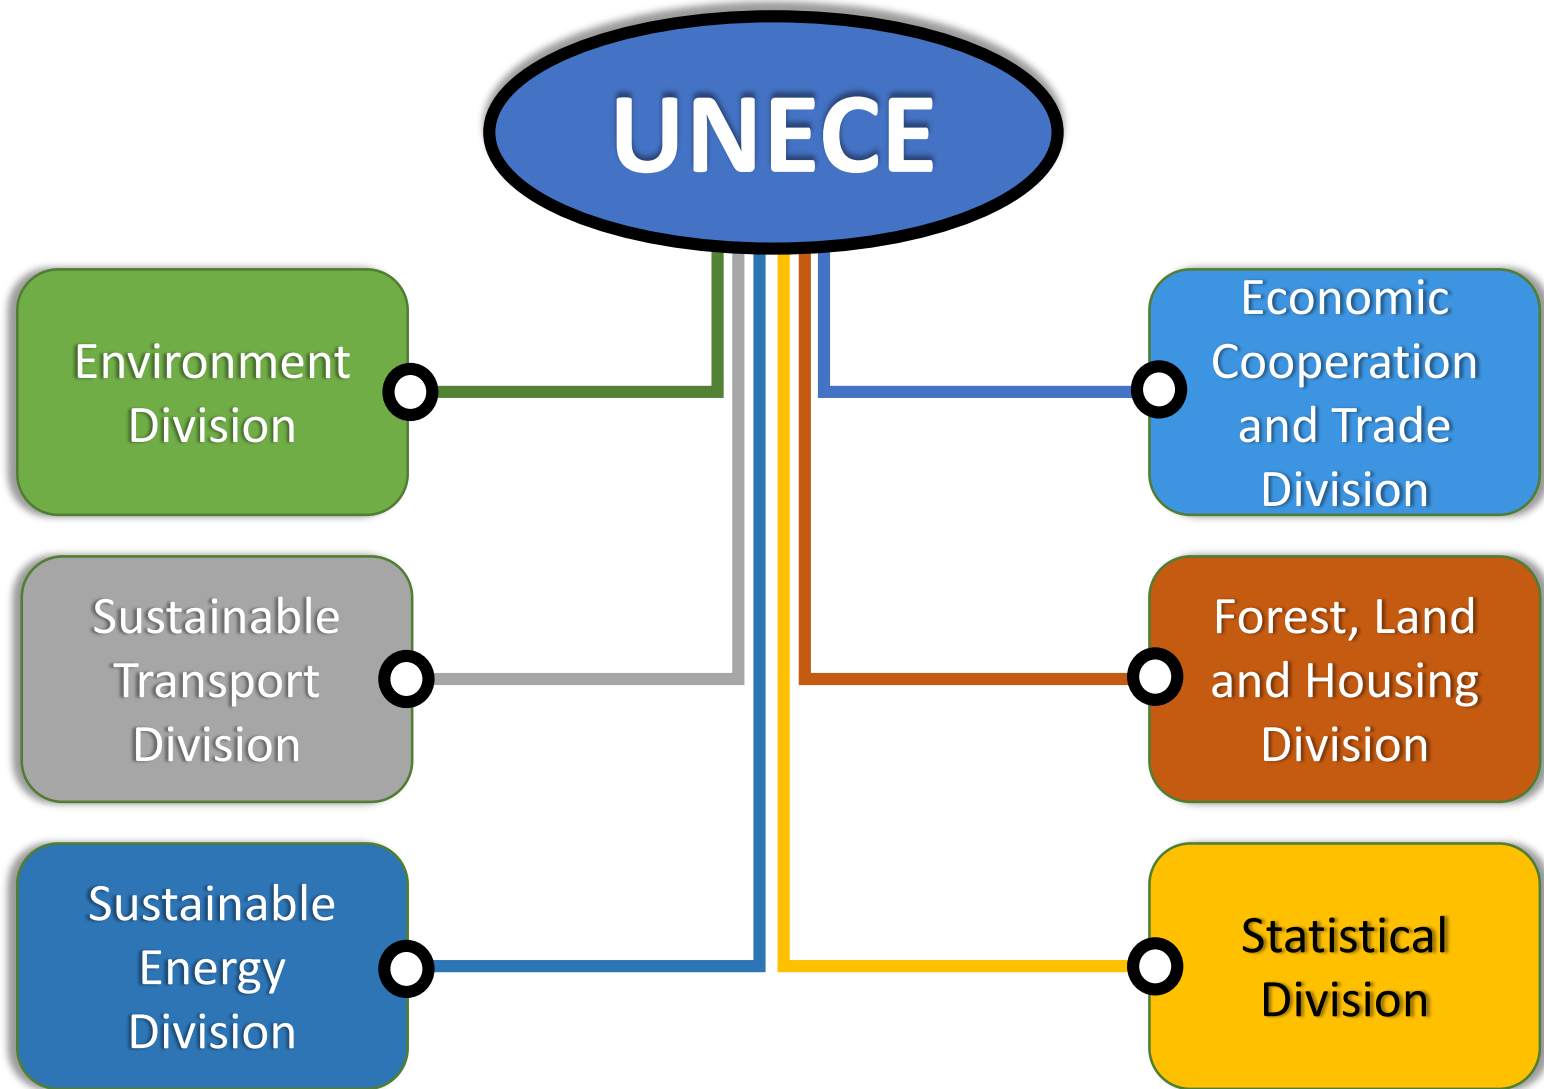 UNECE
Environment
Division
Economic
Cooperation
and Trade
Division
Sustainable
Transport
Division
Forest, Land
and Housing
Division
Sustainable
Energy
Division
Statistical
Division